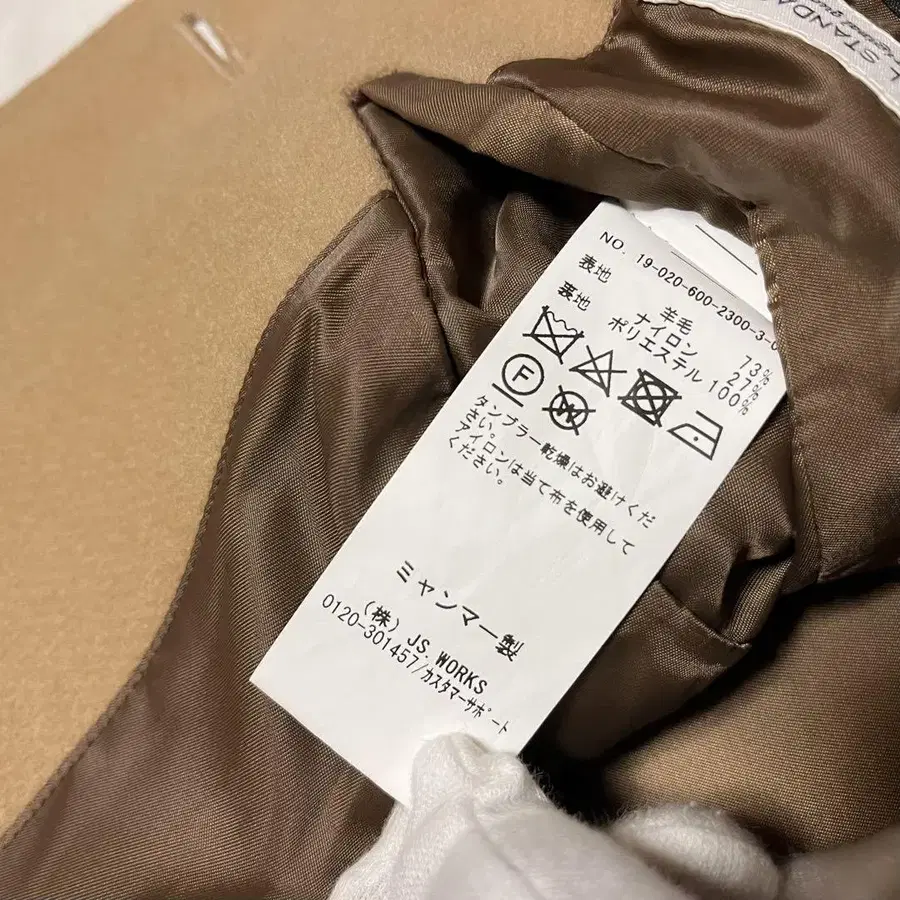 L STANDA
NO. 19-020-600-2300-3-0
表地 羊毛 73%
ナイロン 27%
裏地 ポリエステル 100%
F
W
タンブラー乾燥はお避けくだ
さい。
アイロンは当て布を使用して
ください。
ミャンマー製
(株) JS. WORKS
0120-301457/カスタマーサポート